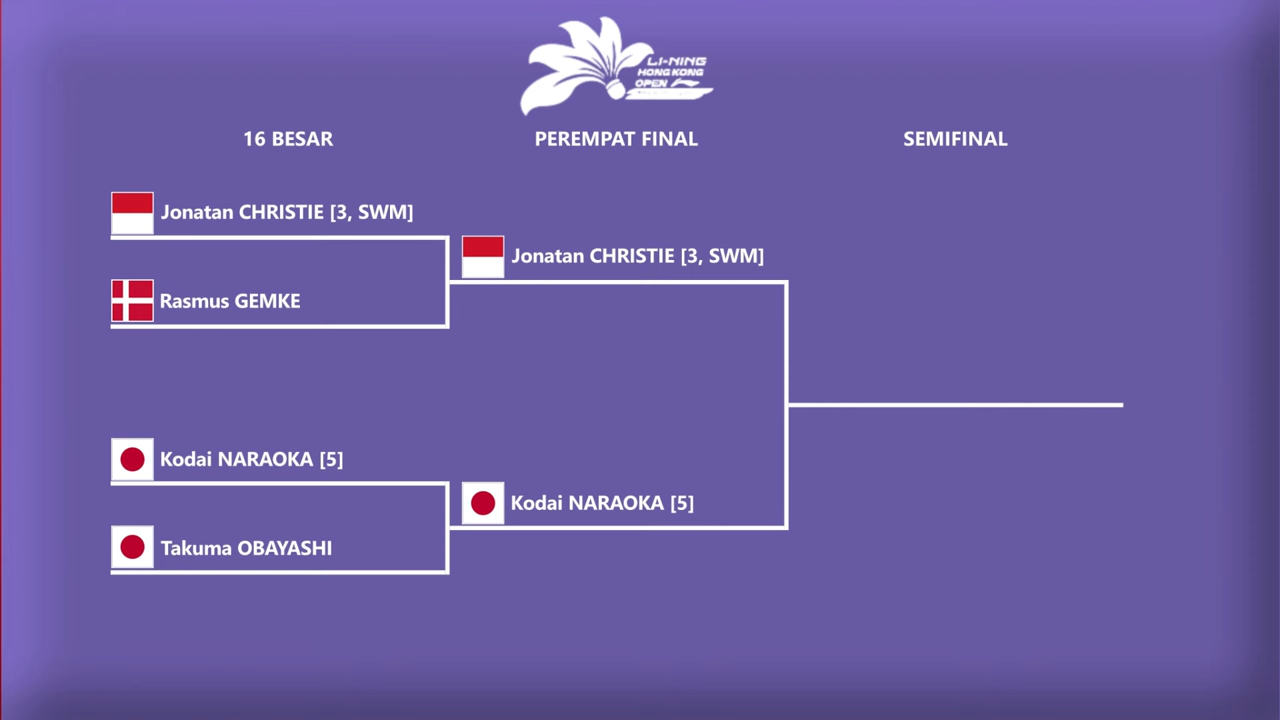 LI-NING
HONG KONG
OPEN
16 BESAR
PEREMPAT FINAL
SEMIFINAL
Jonatan CHRISTIE [3, SWM]
Rasmus GEMKE
Jonatan CHRISTIE [3, SWM]
Kodai NARAOKA [5]
Takuma OBAYASHI
Kodai NARAOKA [5]